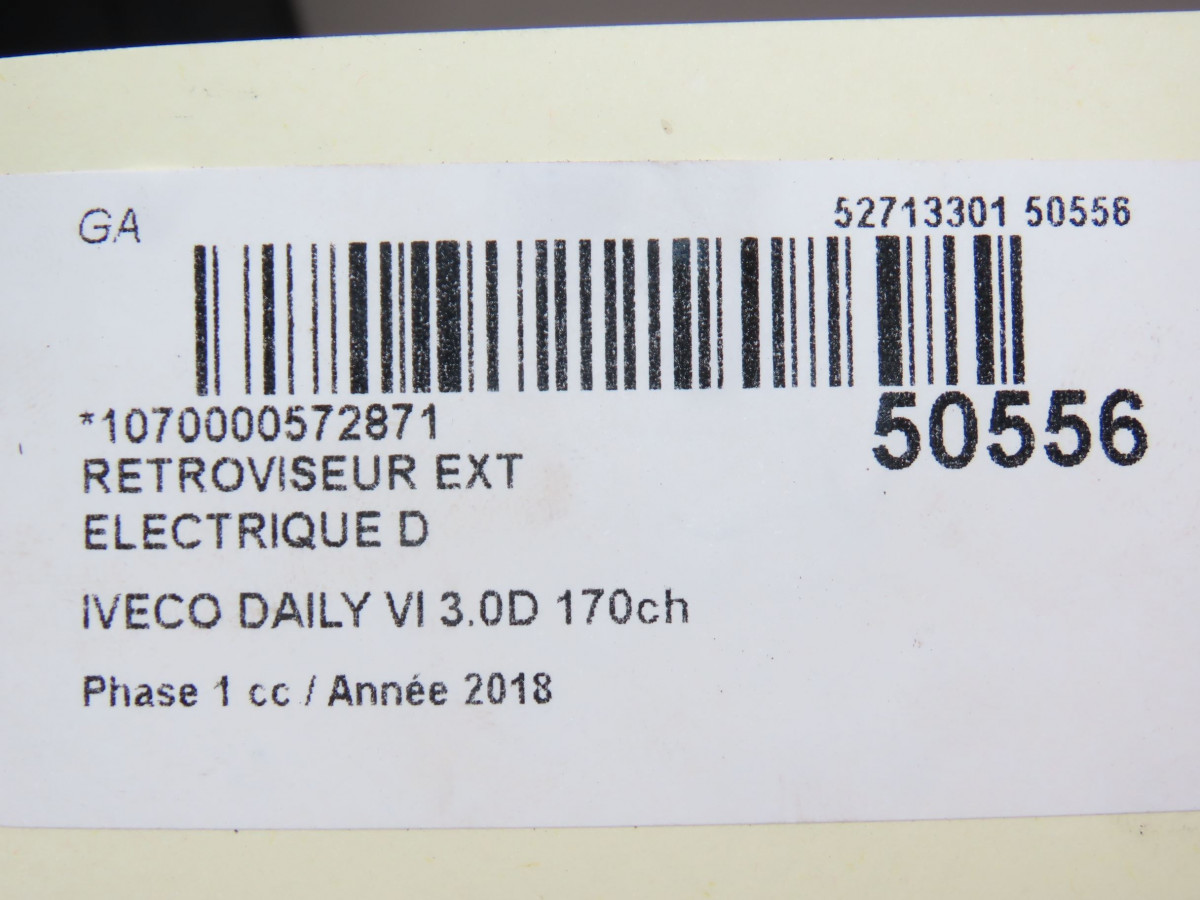 GA
52713301 50556
*1070000572871
50556
RETROVISEUR EXT
ELECTRIQUE D
IVECO DAILY VI 3.0D 170ch
Phase 1 cc / Année 2018